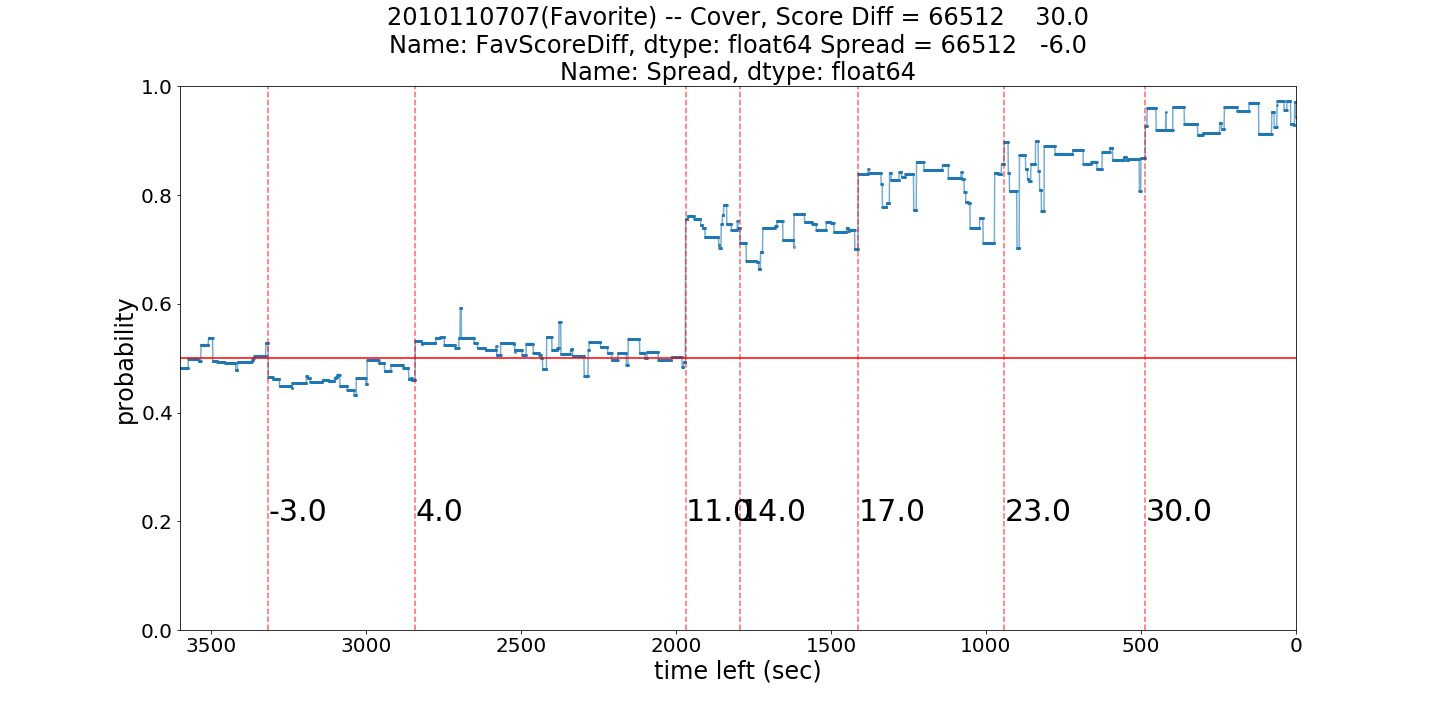 2010110707(Favorite) -- Cover, Score Diff = 66512    30.0
Name: FavScoreDiff, dtype: float64 Spread = 66512   -6.0
Name: Spread, dtype: float64
1.0
0.8
0.6
0.4
0.2
0.0
probability
-3.0
4.0
11.0
14.0
17.0
23.0
30.0
3500 3000 2500 2000 1500 1000 500 0
time left (sec)